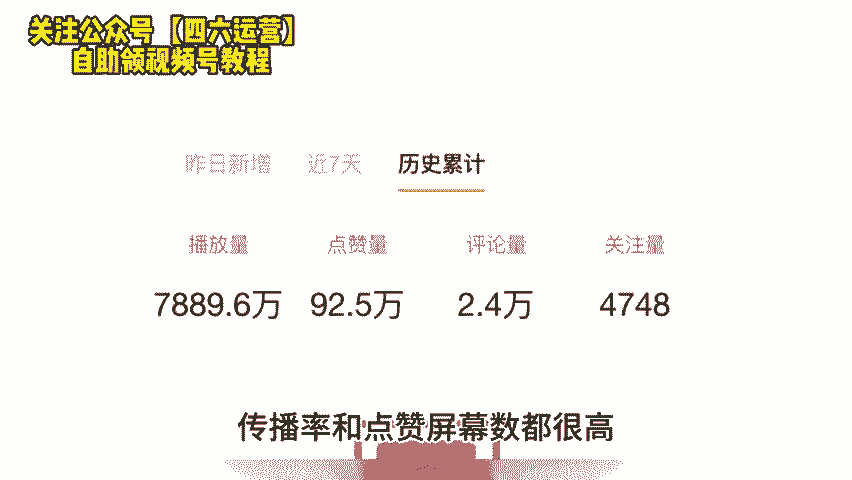 关注公众号【四六运营】
自助领视频号教程
昨日新增 近7天 历史累计
播放量 点赞量 评论量 关注量
7889.6万 92.5万 2.4万 4748
传播率和点赞屏幕数都很高